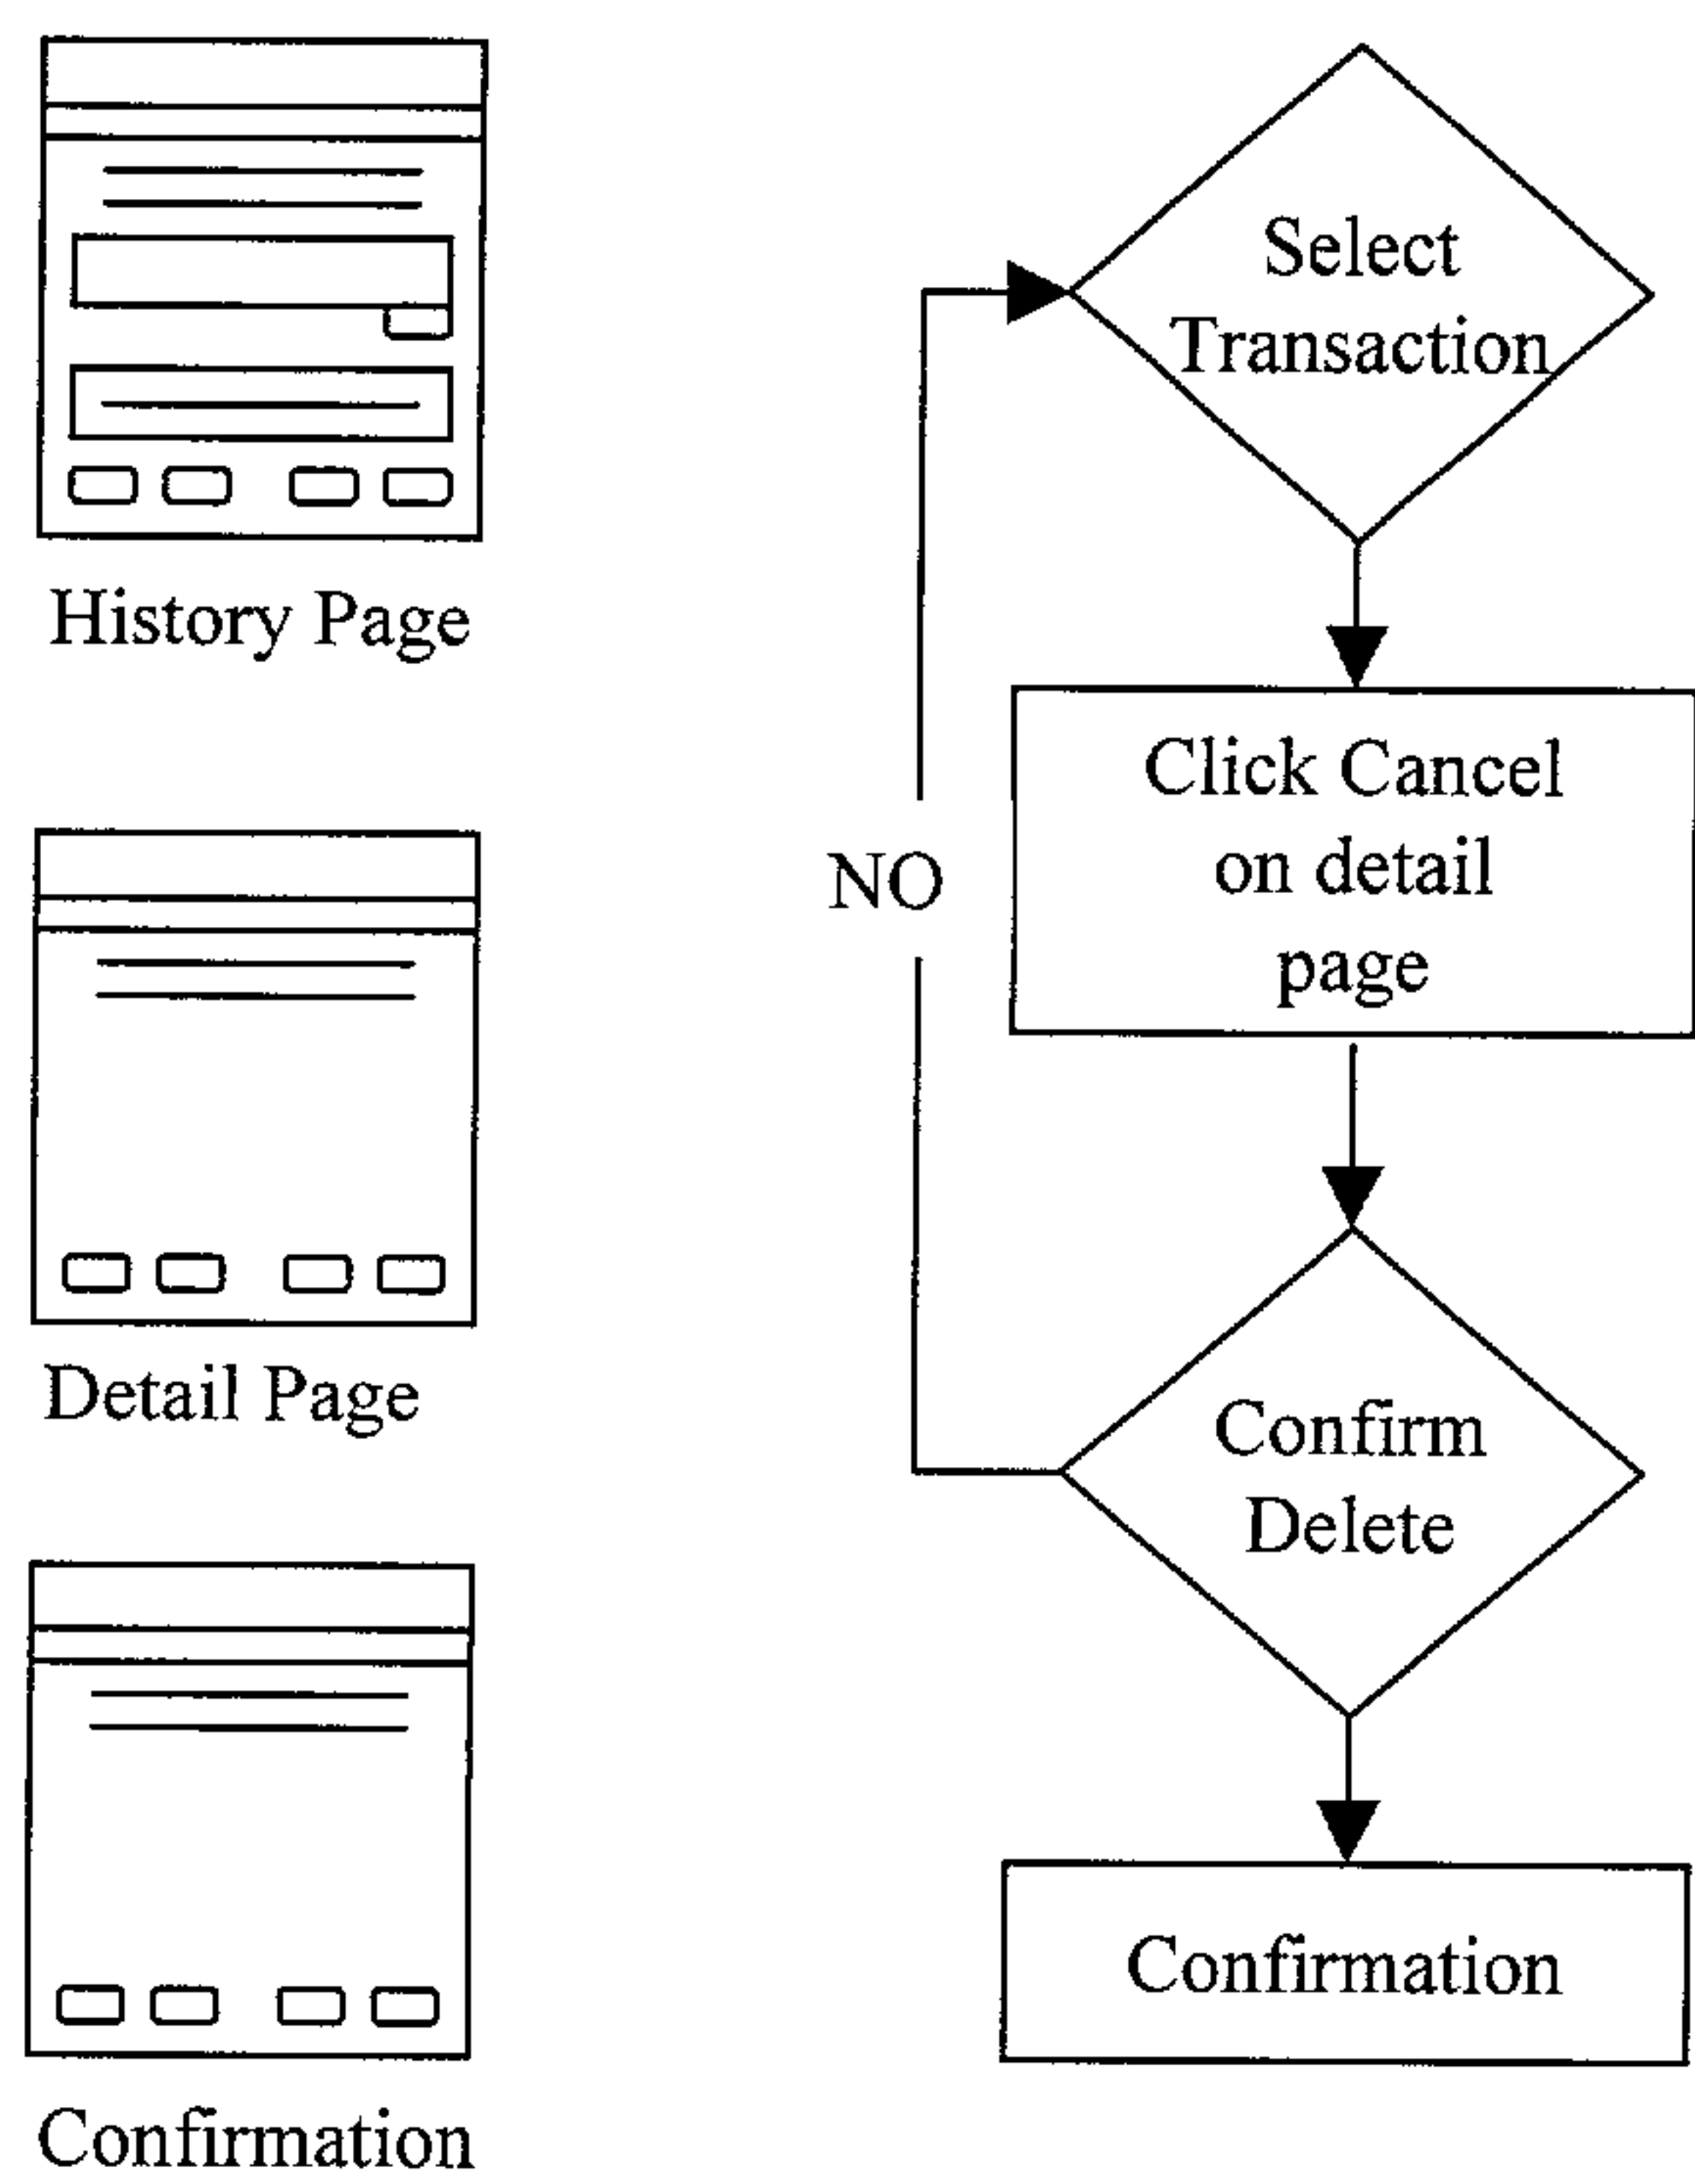 History Page
Detail Page
Confirmation
Select
Transaction
Click Cancel
on detail
page
NO
Confirm
Delete
Confirmation